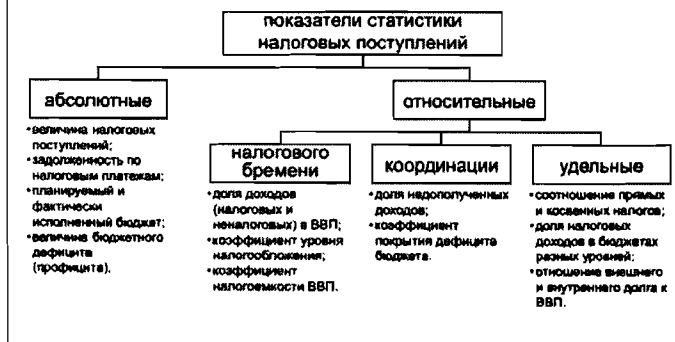 показатели статистики
налоговых поступлений
абсолютные
•величина налоговых
поступлений;
•задолженность по
налоговым платежам;
•планируемый и
фактически
исполненный бюджет;
•величина бюджетного
дефицита
(профицита).
относительные
налогового
бремени
•доля доходов
(налоговых и
неналоговых) в ВВП;
•коэффициент уровня
налогообложения;
•коэффициент
налогоемкости ВВП.
координации
•доля недополученных
доходов;
•коэффициент
покрытия дефицита
бюджета.
удельные
•соотношение прямых
и косвенных налогов;
•доля налоговых
доходов в бюджетах
разных уровней;
•отношение внешнего
и внутреннего долга к
ВВП.